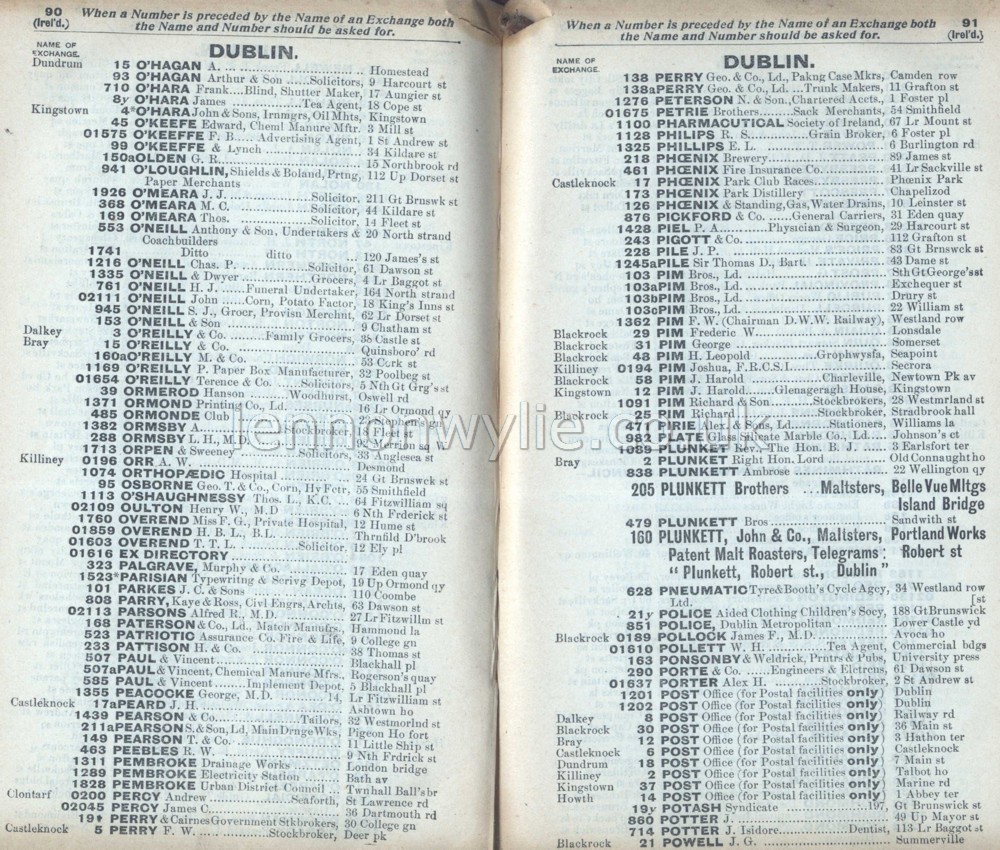 90
(Irel'd.)
When a Number is preceded by the Name of an Exchange both
the Name and Number should be asked for.
NAME OF
EXCHANGE.
DUBLIN.
Dundrum 15 O'HAGAN A. ... Homestead
93 O'HAGAN Arthur & Son ......Solicitors, 9 Harcourt st
710 O'HARA Frank....Blind, Shutter Maker, 17 Aungier st
8y O'HARA James ...............Tea Agent, 18 Cope st
Kingstown 4*O'HARA John & Sons, Irnmgrs, Oil Mhts, Kingstown
45 O'KEEFE Edward, Cheml Manure Mftr. 3 Mill st
01575 O'KEEFFE F. B......Advertising Agent, 1 St Andrew st
99 O'KEEFFE & Lynch ..................... 34 Kildare st
150aOLDEN G. R.......................... 15 Northbrook rd
941 O'LOUGHLIN, Shields & Boland, Prtng, 112 Up Dorset st
Paper Merchants
1926 O'MEARA J. J. ..................Solicitor, 211 Gt Brnswk st
368 O'MEARA M. C. ..................Solicitor, 44 Kildare st
169 O'MEARA Thos. ..................Solicitor, 14 Fleet st
553 O'NEILL Anthony & Son, Undertakers & 20 North strand
Coachbuilders
1741 Ditto ditto ... 120 James's st
1216 O'NEILL Chas. P. ...............Solicitor, 61 Dawson st
1335 O'NEILL & Dwyer..................Grocers, 4 Lr Baggot st
761 O'NEILL H. J. ......Funeral Undertaker, 164 North strand
02111 O'NEILL John ......Corn, Potato Factor, 18 King's Inns st
945 O'NEILL S. J., Grocr, Provisn Merchnt, 62 Lr Dorset st
153 O'NEILL & Son ........................ 9 Chatham st
Dalkey 3 O'REILLY & Co. ......Family Grocers, 38 Castle st
Bray 15 O'REILLY & Co. ..................... Quinsboro' rd
160aO'REILLY M. & Co. .................. 53 Cork st
1169 O'REILLY P. Paper Box Manufacturer, 32 Poolbeg st
01654 O'REILLY Terence & Co. ......Solicitors, 5 Nth Gt Grg's st
39 ORMEROD Hanson .........Woodhurst, Oswell rd
1371 ORMOND Printing Co., Ld. ............ 16 Lr Ormond qy
485 ORMONDE Club
1382 ORMSBY A. Fleet st
288 ORMSBY L. H., M.D.
1713 ORPEN & Sweeney ............Solicitors, 33 Anglesea st
Killiney 0196 ORR A. W. ........................ Desmond
1074 ORTHOPÆDIC Hospital .................. 24 Gt Brnswck st
95 OSBORNE Geo. T. & Co., Corn, Hy Fctr, 55 Smithfield
1113 O'SHAUGHNESSY Thos. L., K.C. ...... 64 Fitzwilliam sq
02109 OULTON Henry W., M.D .................. 6 Nth Frderick st
1760 OVEREND Miss F. G., Private Hospital, 12 Hume st
01859 OVEREND H. B. L., B.L. ............ Thrnfild D'brook
01603 OVEREND T. T. L. ............Solicitor, 12 Ely pl
01616 EX DIRECTORY ..................
323 PALGRAVE, Murphy & Co. ............ 17 Eden quay
1523*PARISIAN Typewritng & Scrivg Depot, 19 Up Ormond qy
101 PARKES J. C. & Sons .................. 110 Coombe
808 PARRY, Kaye & Ross, Civl Engrs, Archts, 63 Dawson st
02113 PARSONS Alfred R., M.D. ............ 27 Lr Fitzwillm st
168 PATERSON & Co., Ld., Match Manufrs., Hammond la
523 PATRIOTIC Assurance Co. Fire & Life, 9 College gn
233 PATTISON H. & Co. .................. 38 Thomas st
507 PAUL & Vincent........................ Blackhall pl
507aPAUL & Vincent, Chemical Manure Mfrs., Rogerson's quay
585 PAUL & Vincent......Implement Depot. 5 Blackhall pl
1355 PEACOCKE George, M.D. ............14, Lr Fitzwilliam st
Castleknock 17aPEARD J. H. ..................... Ashtown ho
1439 PEARSON & Co. .....................Tailors, 32 Westmorlnd st
211aPEARSON S. & Son, Ld, Main Drnge Wks, Pigeon Ho fort
149 PEARSON T. & Co. .................. 11 Little Ship st
463 PEEBLES R. W. ..................... 9 Nth Frdrick st
1311 PEMBROKE Drainage Works ............ London bridge
1289 PEMBROKE Electricity Station ......... Bath av
1828 PEMBROKE Urban District Council ... Twnhall Ball's br
Clontarf 0200 PERCY Andrew ..................Seaforth, St Lawrence rd
02045 PERCY James C. ..................... 36 Dartmouth rd
19t PERRY & Cairnes Government Stkbrokers, 30 College gn
Castleknock 5 PERRY F. W. ..................Stockbroker, Deer pk
91
(Irel'd.)
When a Number is preceded by the Name of an Exchange both
the Name and Number should be asked for.
NAME OF
EXCHANGE.
DUBLIN.
138 PERRY Geo. & Co., Ld., Pakng Case Mkrs, Camden row
138aPERRY Geo. & Co., Ld. ...Trunk Makers, 11 Grafton st
1276 PETERSON N. & Son., Chartered Accts., 1 Foster pl
01675 PETRIE Brothers.........Sack Merchants, 54 Smithfield
1100 PHARMACUTICAL Society of Ireland, 67 Lr Mount st
1128 PHILIPS R. S...............Grain Broker, 6 Foster pl
1325 PHILLIPS E. L. ..................... 6 Burlington rd
218 PHŒNIX Brewery..................... 89 James st
461 PHŒNIX Fire Insurance Co............ 41 Lr Sackville st
Castleknock 17 PHŒNIX Park Club Races......... Phœnix Park
173 PHŒNIX Park Distillery ............... Chapelizod
126 PHŒNIX & Standing, Gas, Water Drains, 10 Leinster st
876 PICKFORD & Co. ......General Carriers, 31 Eden quay
1428 PIEL P. A. ......Physician & Surgeon, 29 Harcourt st
243 PIGOTT & Co. ..................... 112 Grafton st
228 PILE J. P. ........................ 83 Gt Brnswck st
1245aPILE Sir Thomas D., Bart. ............ 43 Dame st
103 PIM Bros., Ld. ..................... Sth Gt George's st
103aPIM Bros., Ld. ..................... Exchequer st
103bPIM Bros., Ld. ..................... Drury st
103cPIM Bros., Ld. ..................... 22 William st
1362 PIM F. W. (Chairman D.W.W. Railway), Westland row
Blackrock 29 PIM Frederic W. ............... Lonsdale
Blackrock 31 PIM George ..................... Somerset
Blackrock 48 PIM H. Leopold .........Grophwysfa, Seapoint
Killiney 0194 PIM Joshua, F.R.C.S.I. ............ Secrora
Blackrock 58 PIM J. Harold ...............Charleville, Newtown Pk av
Kingstown 12 PIM J. Harold......Glenageragh House, Kingstown
1091 PIM Richard & Son............Stockbrokers, 28 Westmrland st
Blackrock 25 PIM Richard ..................Stockbroker, Stradbrook hall
471 PIRIE Alex. & Sons, Ld.........Stationers, Williams la
982 PLATE Glass Silicate Marble Co., Ld. ... Johnson's ct
1089 PLUNKET Rev., The Hon. B. J. ...... 3 Earlsfort ter
Bray 2 PLUNKET Right Hon. Lord ......... Old Connaught ho
838 PLUNKETT Ambrose .................. 22 Wellington qy
205 PLUNKETT Brothers ...Maltsters, Belle Vue Mltgs
Island Bridge
479 PLUNKETT Bros ..................... Sandwith st
160 PLUNKETT, John & Co., Maltsters, Portland Works
Patent Malt Roasters, Telegrams: Robert st
"Plunkett, Robert st., Dublin"
628 PNEUMATIC Tyre & Booth's Cycle Agcy, 34 Westland row
Ltd. [st
21y POLICE Aided Clothing Children's Socy, 188 Gt Brunswick
851 POLICE, Dublin Metropolitan ......... Lower Castle yd
Blackrock 0189 POLLOCK James F., M.D. ............ Avoca ho
01610 POLLETT W. H. ...............Tea Agent, Commercial bdgs
163 PONSONBY & Weldrick, Prntrs & Pubs, University press
290 PORTE & Co. ......Engineers & Elctrcns, 61 Dawson st
01637 PORTER Alex H. ............Stockbroker, 2 St Andrew st
1201 POST Office (for Postal facilities only) Dublin
1202 POST Office (for Postal facilities only) Dublin
Dalkey 8 POST Office (for Postal facilities only) Railway rd
Blackrock 30 POST Office (for Postal facilities only) 36 Main st
Bray 12 POST Office (for Postal facilities only) 3 Hathon ter
Castleknock 6 POST Office (for Postal facilities only) Castleknock
Dundrum 18 POST Office (for Postal facilities only) 7 Main st
Killiney 2 POST Office (for Postal facilities only) Talbot ho
Kingstown 37 POST Office (for Postal facilities only) Marine rd
Howth 14 POST Office (for Postal facilities only) 1 Abbey ter
19y POTASH Syndicate ..................197, Gt Brunswick st
880 POTTER J. ........................ 49 Up Mayor st
714 POTTER J. Isidore...............Dentist, 113 Lr Baggot st
Blackrock 21 POWELL J. G. ..................... Summerville
lennonwylie.co.uk